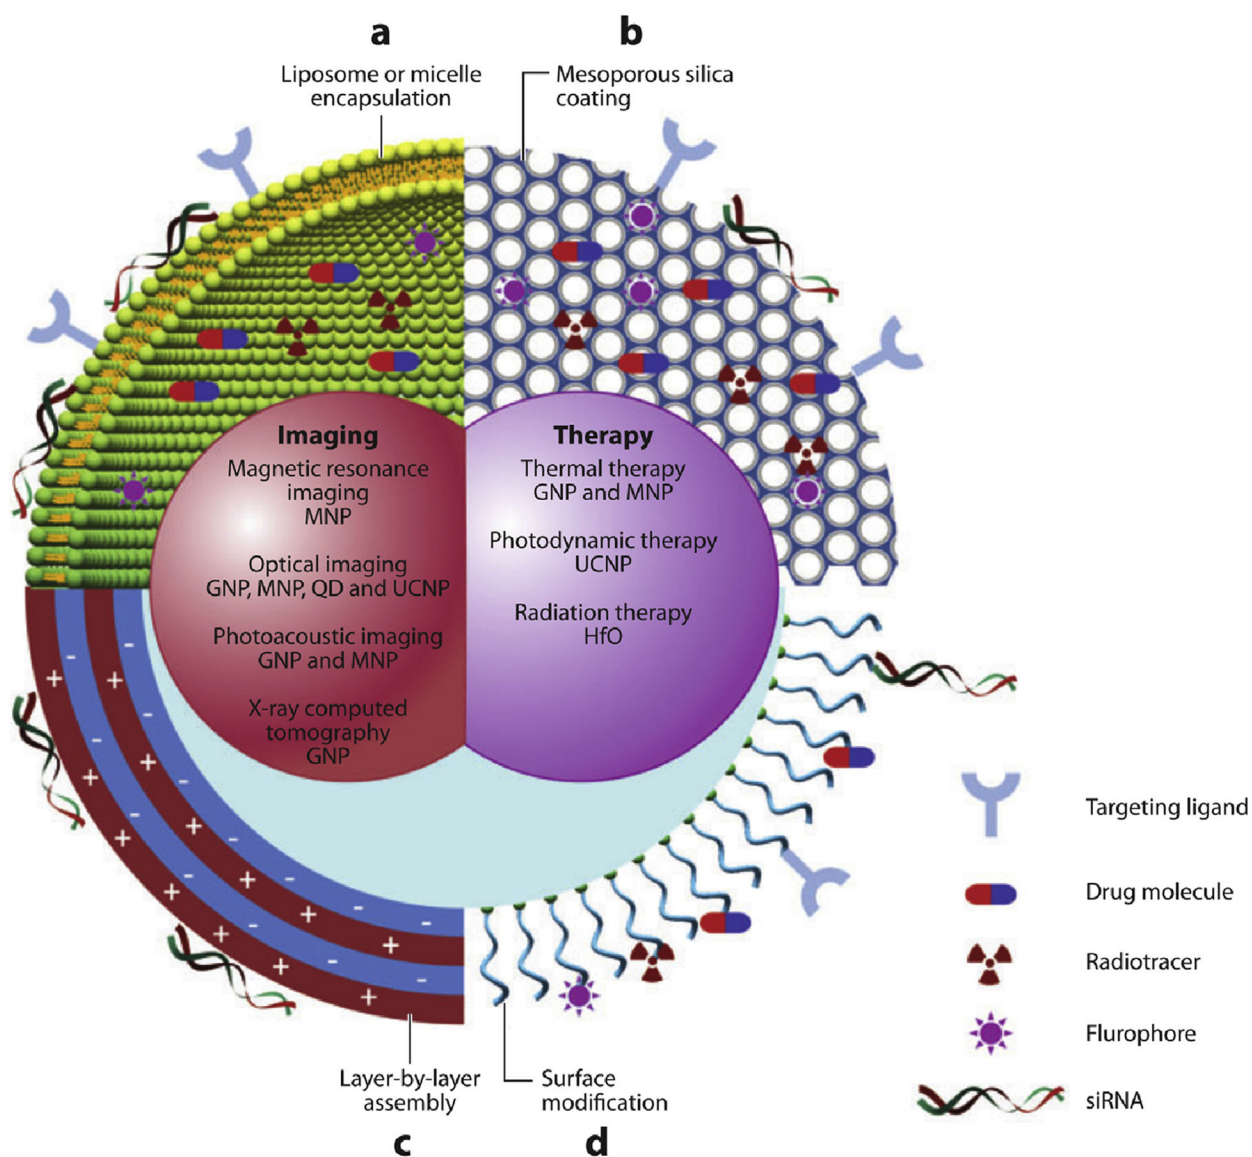 a
Liposome or micelle
encapsulation
b
Mesoporous silica
coating
Imaging
Magnetic resonance
imaging
MNP
Optical imaging
GNP, MNP, QD and UCNP
Photoacoustic imaging
GNP and MNP
X-ray computed
tomography
GNP
Therapy
Thermal therapy
GNP and MNP
Photodynamic therapy
UCNP
Radiation therapy
HfO
+ - + -
- - 
+ + 
- - 
+ + 
- - 
+ + 
- - 
+ + 
- - 
+ +
Layer-by-layer
assembly
c
Surface
modification
d
Targeting ligand
Drug molecule
Radiotracer
Flurophore
siRNA